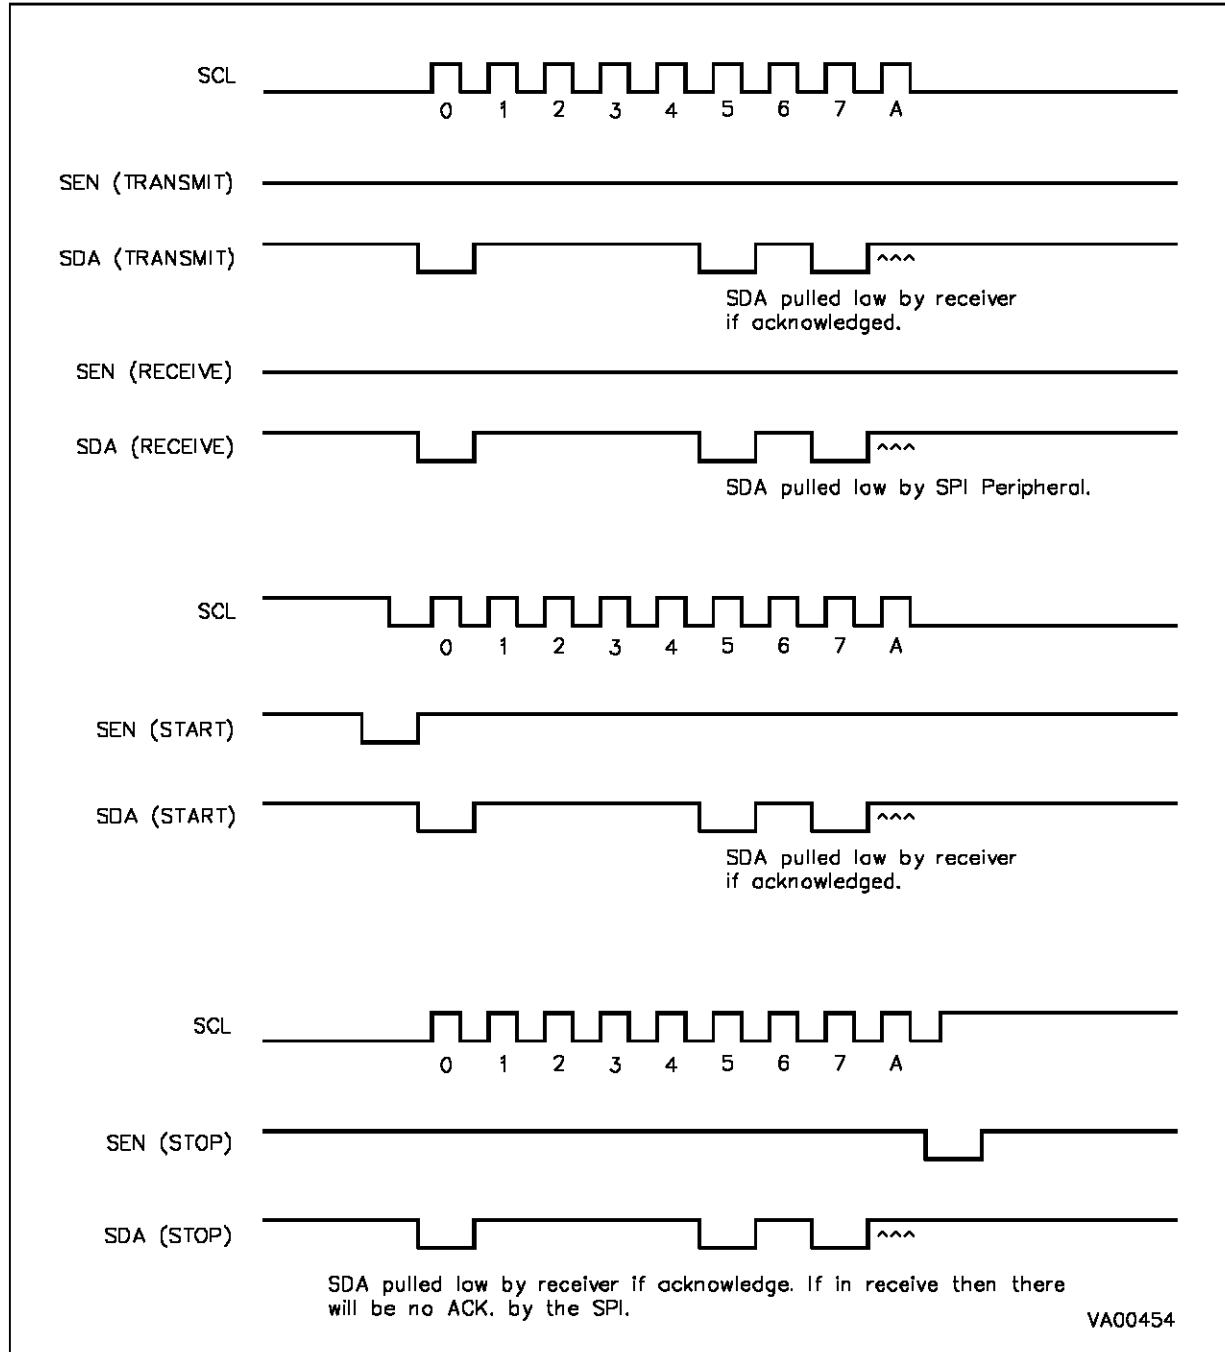 SCL
0 1 2 3 4 5 6 7 A
SEN (TRANSMIT)
SDA (TRANSMIT)
^^^
SDA pulled law by receiver
if acknowledged.
SEN (RECEIVE)
SDA (RECEIVE)
^^^
SDA pulled law by SPI Peripheral.
SCL
0 1 2 3 4 5 6 7 A
SEN (START)
SDA (START)
^^^
SDA pulled law by receiver
if acknowledged.
SCL
0 1 2 3 4 5 6 7 A
SEN (STOP)
SDA (STOP)
^^^
SDA pulled law by receiver if acknowledge. If in receive then there
will be no ACK. by the SPI.
VA00454